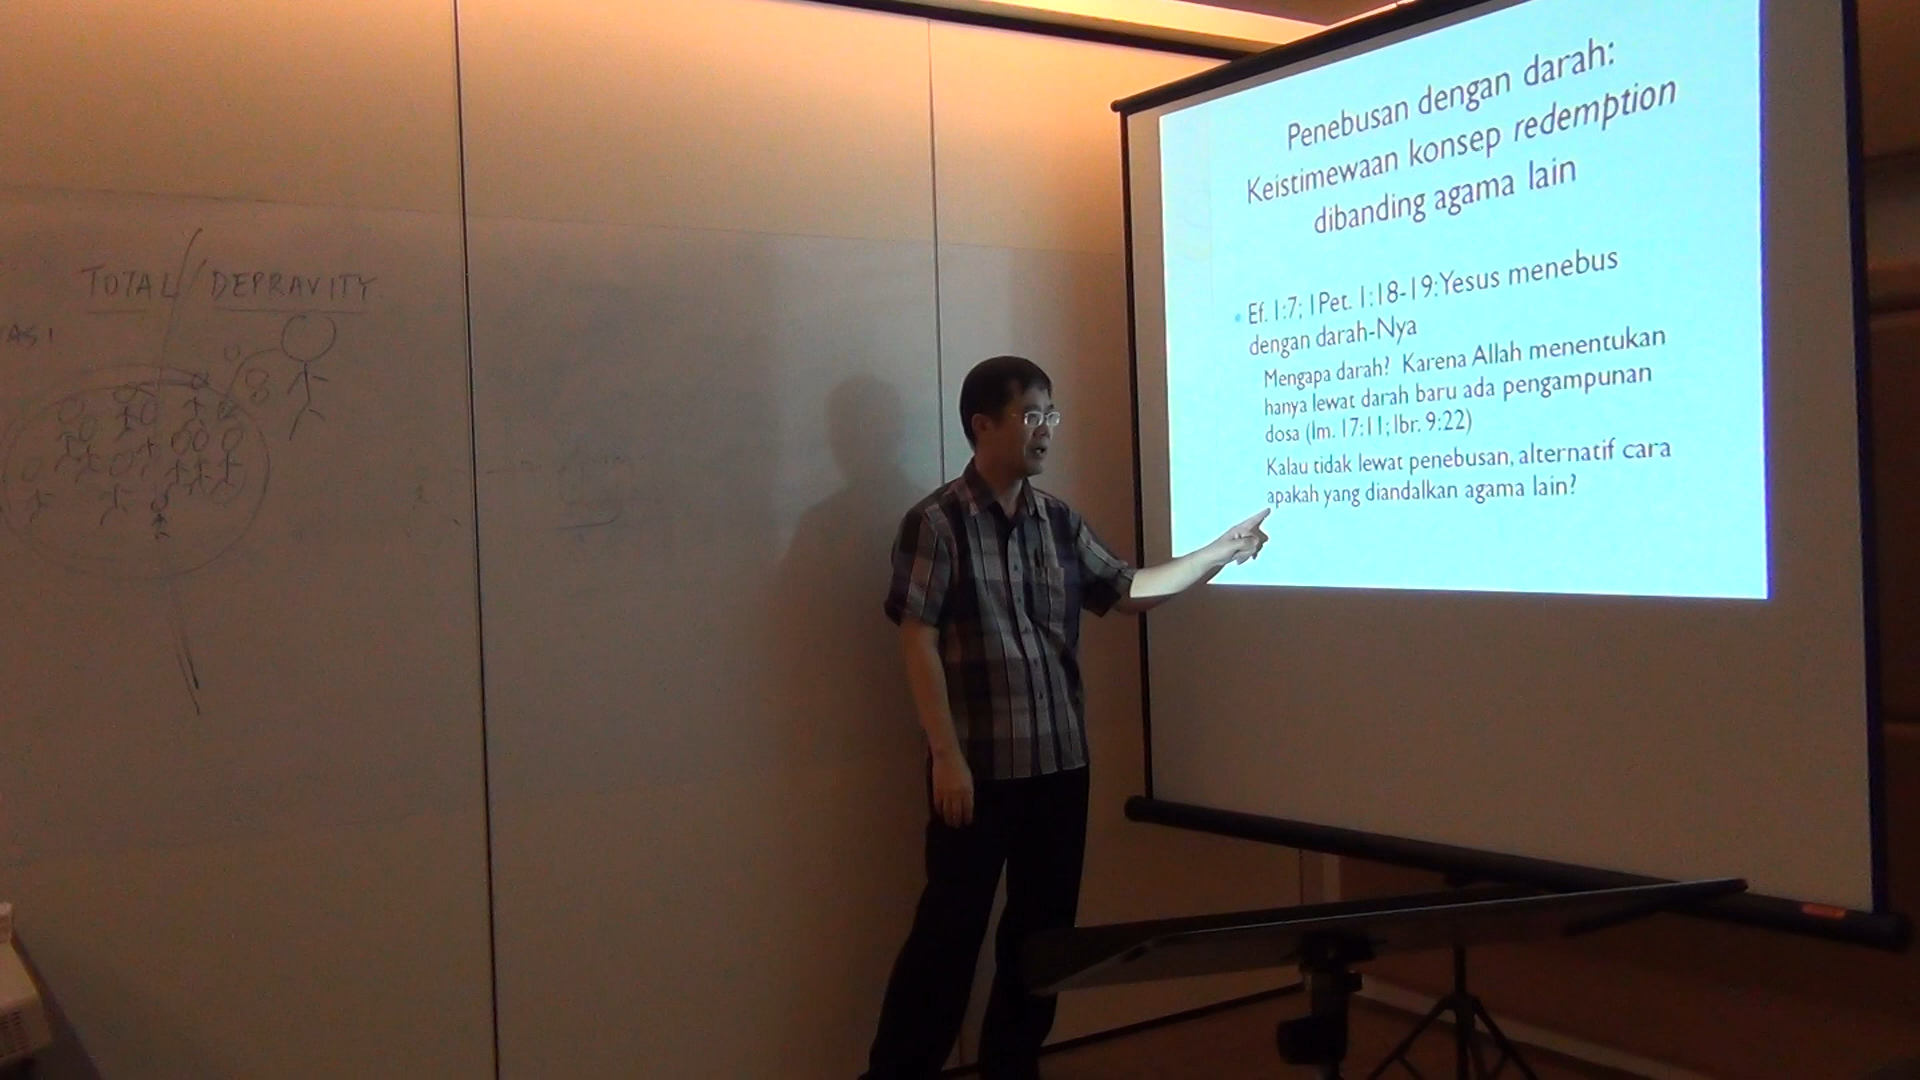 TOTAL DEPRAVITY
ASI
Penebusan dengan darah:
Keistimewaan konsep redemption
dibanding agama lain
Ef. 1:7; 1Pet. 1:18-19:Yesus menebus
dengan darah-Nya
Mengapa darah? Karena Allah menentukan
hanya lewat darah baru ada pengampunan
dosa (Im. 17:11; Ibr. 9:22)
Kalau tidak lewat penebusan, alternatif cara
apakah yang diandalkan agama lain?